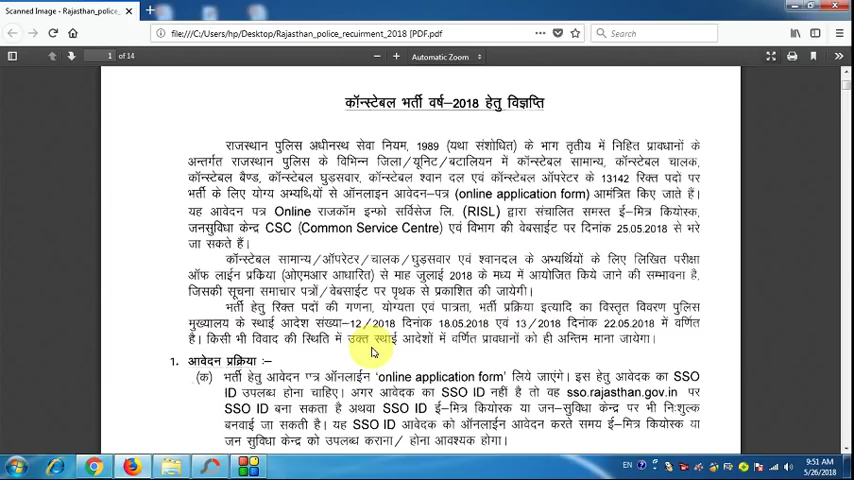 Scanned Image - Rajasthan_police_
file:///C:/Users/hp/Desktop/Rajasthan_police_recuirment_2018 [PDF.pdf
Search
1 of 14
Automatic Zoom
कॉन्स्टेबल भर्ती वर्ष–2018 हेतु विज्ञप्ति
राजस्थान पुलिस अधीनस्थ सेवा नियम, 1989 (यथा संशोधित) के भाग तृतीय में निहित प्रावधानों के
अन्तर्गत राजस्थान पुलिस के विभिन्न जिला/यूनिट/बटालियन में कॉन्स्टेबल सामान्य, कॉन्स्टेबल चालक,
कॉन्स्टेबल बैण्ड, कॉन्स्टेबल घुड़सवार, कॉन्स्टेबल श्वान दल एवं कॉन्स्टेबल ऑपरेटर के 13142 रिक्त पदों पर
भर्ती के लिए योग्य अभ्यर्थियों से ऑनलाइन आवेदन–पत्र (online application form) आमंत्रित किए जाते हैं।
यह आवेदन पत्र Online राजकॉम इन्फो सर्विसेज लि. (RISL) द्वारा संचालित समस्त ई–मित्र कियोस्क,
जनसुविधा केन्द्र CSC (Common Service Centre) एवं विभाग की वेबसाईट पर दिनांक 25.05.2018 से भरे
जा सकते हैं।
कॉन्स्टेबल सामान्य/ऑपरेटर/चालक/घुड़सवार एवं श्वानदल के अभ्यर्थियों के लिए लिखित परीक्षा
ऑफ लाईन प्रकिया (ओएमआर आधारित) से माह जुलाई 2018 के मध्य में आयोजित किये जाने की सम्भावना है,
जिसकी सूचना समाचार पत्रों/वेबसाईट पर पृथक से प्रकाशित की जायेगी।
भर्ती हेतु रिक्त पदों की गणना, योग्यता एवं पात्रता, भर्ती प्रक्रिया इत्यादि का विस्तृत विवरण पुलिस
मुख्यालय के स्थाई आदेश संख्या–12/2018 दिनांक 18.05.2018 एवं 13/2018 दिनांक 22.05.2018 में वर्णित
है। किसी भी विवाद की स्थिति में उक्त स्थाई आदेशों में वर्णित प्रावधानों को ही अन्तिम माना जायेगा।
1. आवेदन प्रक्रिया :–
(क) भर्ती हेतु आवेदन पत्र ऑनलाईन 'online application form' लिये जाएंगे। इस हेतु आवेदक का SSO
ID उपलब्ध होना चाहिए। अगर आवेदक का SSO ID नहीं है तो वह sso.rajasthan.gov.in पर
SSO ID बना सकता है अथवा SSO ID ई–मित्र कियोस्क या जन–सुविधा केन्द्र पर भी निःशुल्क
बनवाई जा सकती है। यह SSO ID आवेदक को ऑनलाईन आवेदन करते समय ई–मित्र कियोस्क या
जन सुविधा केन्द्र को उपलब्ध कराना/ होना आवश्यक होगा।
EN
9:51 AM
5/26/2018